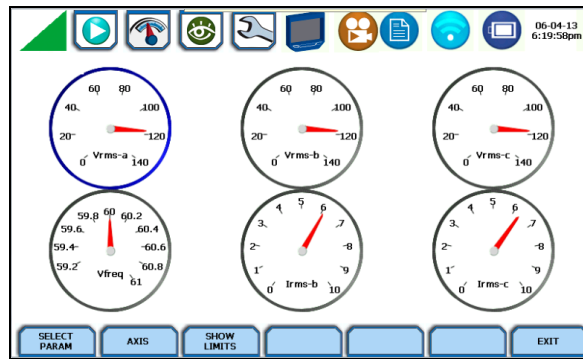 06-04-13
6:19:58pm
60 80
40 100
20 120
0 140
Vrms-a
60 80
40 100
20 120
0 140
Vrms-b
60 80
40 100
20 120
0 140
Vrms-c
59.8 60 60.2
59.6 60.4
59.4 60.6
59.2 60.8
61
Vfreq
4 5 6
3 7
2 8
1 9
0 10
Irms-b
4 5 6
3 7
2 8
1 9
0 10
Irms-c
SELECT
PARAM
AXIS
SHOW
LIMITS
EXIT